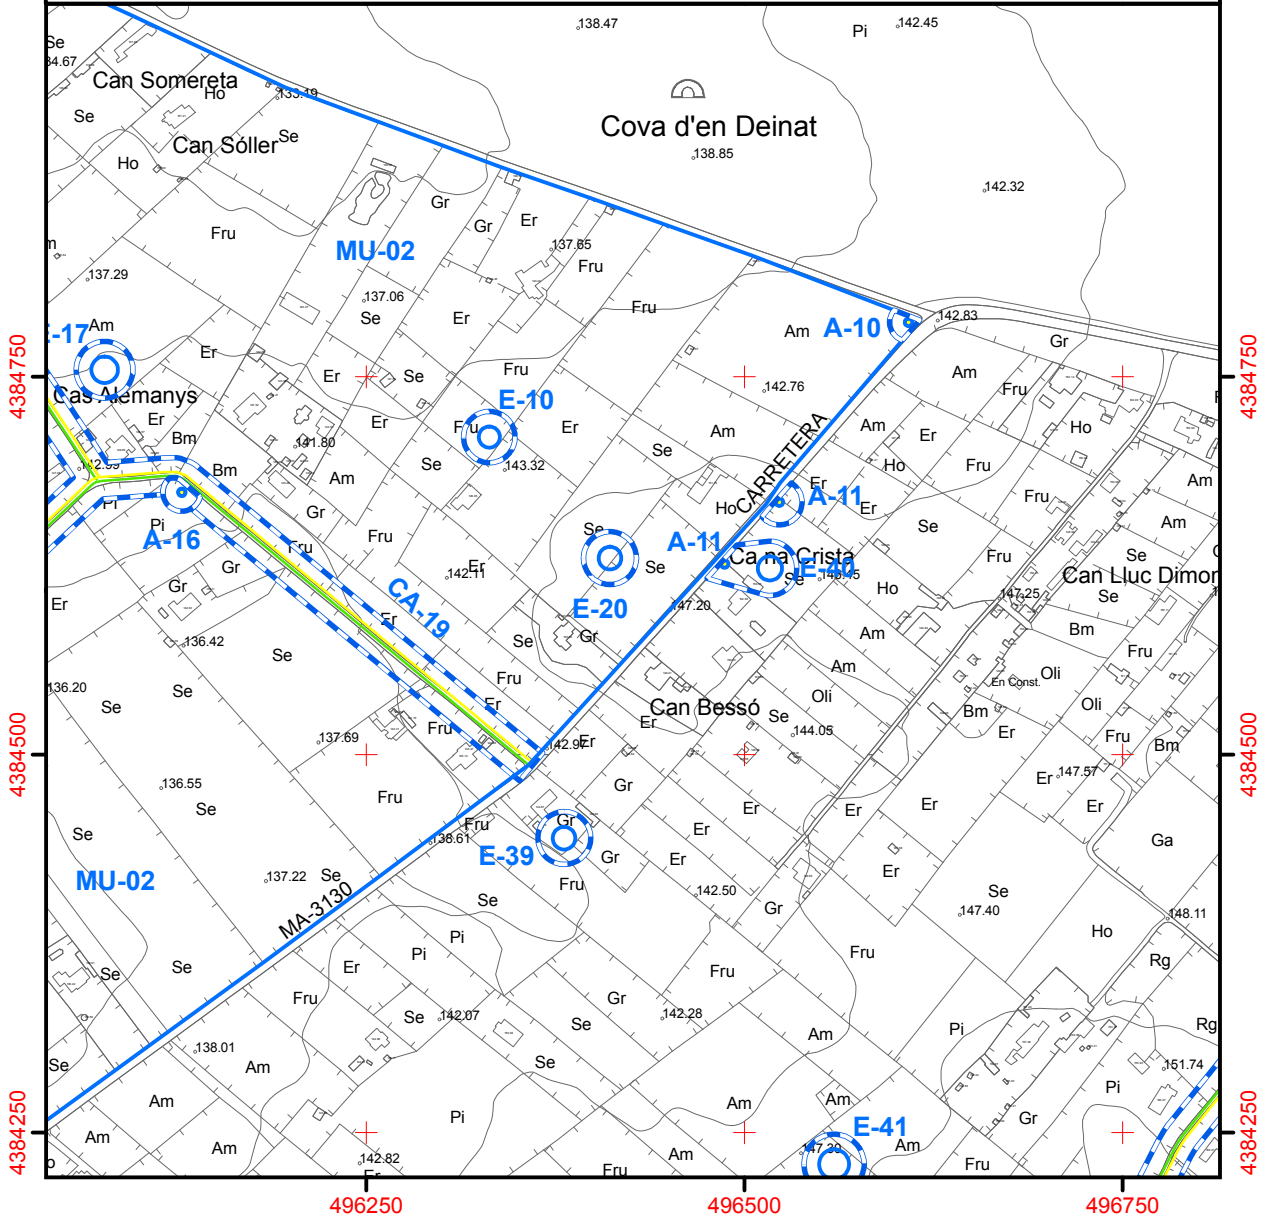 138.47
142.45
Pi
Se
34.67
Can Somereta
Ho
133.19
Se
Cova d'en Deinat
Can Sóller
Se
138.85
Ho
142.32
Gr
Gr
Er
Fru
137.65
MU-02
Fru
137.29
137.06
Se
Er
Fru
Am
142.83
A-10
Am
E-17
Er
Fru
Gr
4384750
Er
Se
142.76
Am
Fru
4384750
Cas Alemanys
E-10
Er
Er
Fru
Er
Am
CARRETERA
Am
Er
Ho
Bm
141.80
Se
143.32
Se
Ho
Fru
142.99
Bm
Am
Am
Er
A-11
Fru
Pi
Pi
Gr
Ho
Er
Se
Am
A-16
Fru
Fru
Se
A-11
Ca na Crista
Fru
Se
Gr
Gr
Er
142.11
Se
E-40
Se
Can Lluc Dimon
Er
CA-19
Er
E-20
147.20
Ho
147.25
Se
136.42
Se
Gr
Am
Bm
Fru
Se
136.20
Se
Se
Fru
Am
Oli
En Const.
Oli
Er
Can Bessó
Se
Oli
Fru
Er
144.05
Bm
Er
Fru
Bm
137.69
142.97
Er
4384500
136.55
Fru
Gr
Er
147.57
4384500
Se
Se
Fru
Gr
Er
Er
Er
Er
Er
138.61
E-39
Gr
Er
Ga
MU-02
137.22
Se
Fru
Er
Se
MA-3130
Se
142.50
Gr
147.40
148.11
Pi
Ho
Se
Se
Er
Pi
Fru
Fru
Rg
Fru
Gr
Se
142.07
Se
142.28
Am
Pi
Rg
138.01
Se
Am
Se
151.74
Am
Pi
Am
Am
Gr
4384250
Am
Am
Pi
E-41
Am
4384250
147.39
Am
142.82
Er
Fru
Fru
496250
496500
496750